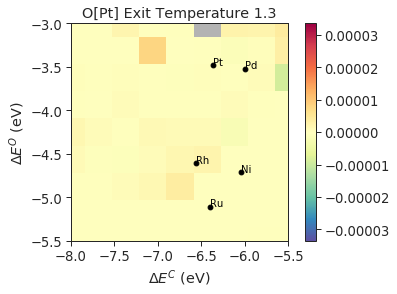 O[Pt] Exit Temperature 1.3
−3.0
−3.5
−4.0
−4.5
−5.0
−5.5
ΔE^O (eV)
Pt
Pd
Rh
Ni
Ru
−8.0 −7.5 −7.0 −6.5 −6.0 −5.5
ΔE^C (eV)
0.00003
0.00002
0.00001
0.00000
−0.00001
−0.00002
−0.00003